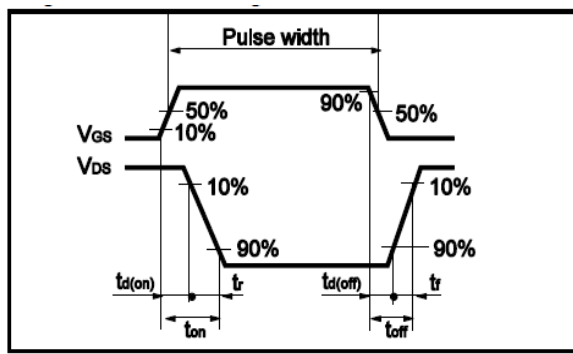 Pulse width
50%
90%
50%
10%
VGS
VDS
10%
10%
90%
90%
td(on)
tr
td(off)
tf
ton
toff